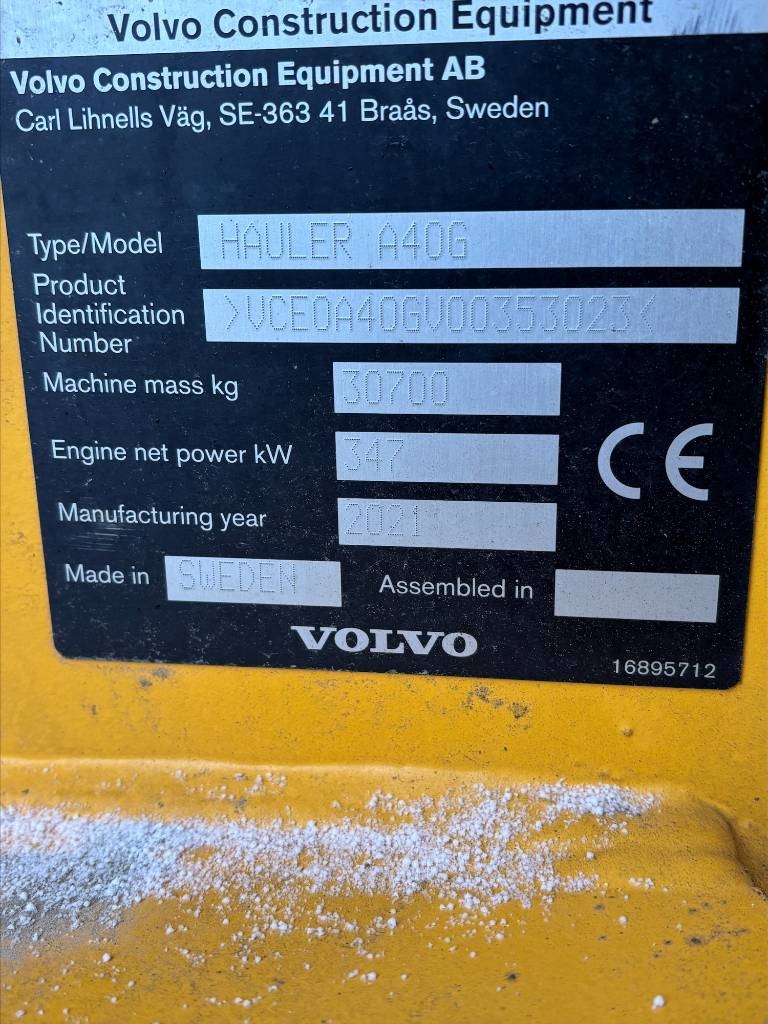 Volvo Construction Equipment
Volvo Construction Equipment AB
Carl Lihnells Väg, SE-363 41 Braås, Sweden
Type/Model HAULER A40G
Product
Identification >VCE0A40GV00353023<
Number
Machine mass kg 30700
Engine net power kW 347
CE
Manufacturing year 2021
Made in SWEDEN Assembled in
VOLVO
16895712